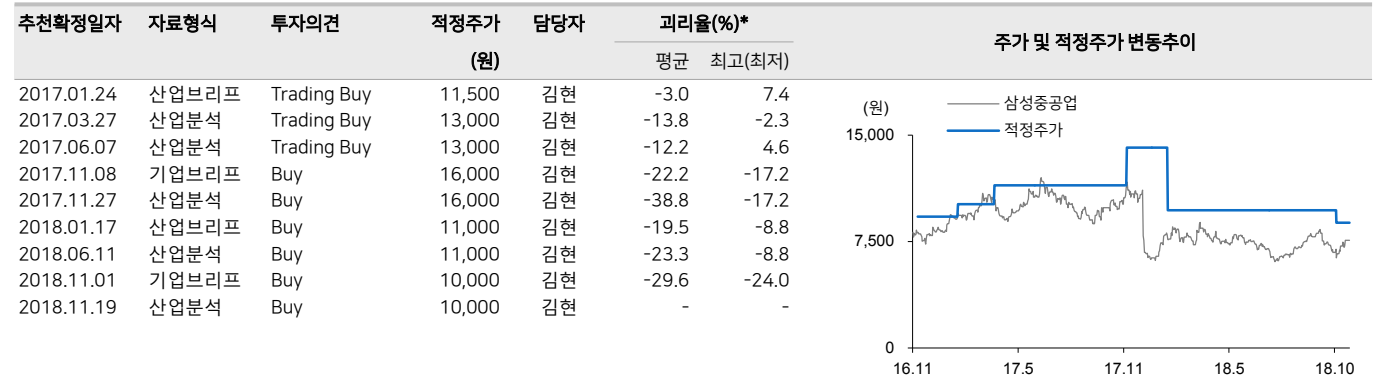 추천확정일자 자료형식 투자의견 적정주가 담당자 괴리율(%)* 주가 및 적정주가 변동추이
(원) 평균 최고(최저)
2017.01.24 산업브리프 Trading Buy 11,500 김현 -3.0 7.4
2017.03.27 산업분석 Trading Buy 13,000 김현 -13.8 -2.3
2017.06.07 산업분석 Trading Buy 13,000 김현 -12.2 4.6
2017.11.08 기업브리프 Buy 16,000 김현 -22.2 -17.2
2017.11.27 산업분석 Buy 16,000 김현 -38.8 -17.2
2018.01.17 산업브리프 Buy 11,000 김현 -19.5 -8.8
2018.06.11 산업분석 Buy 11,000 김현 -23.3 -8.8
2018.11.01 기업브리프 Buy 10,000 김현 -29.6 -24.0
2018.11.19 산업분석 Buy 10,000 김현 - -
(원)
삼성중공업
적정주가
15,000
7,500
0
16.11 17.5 17.11 18.5 18.10